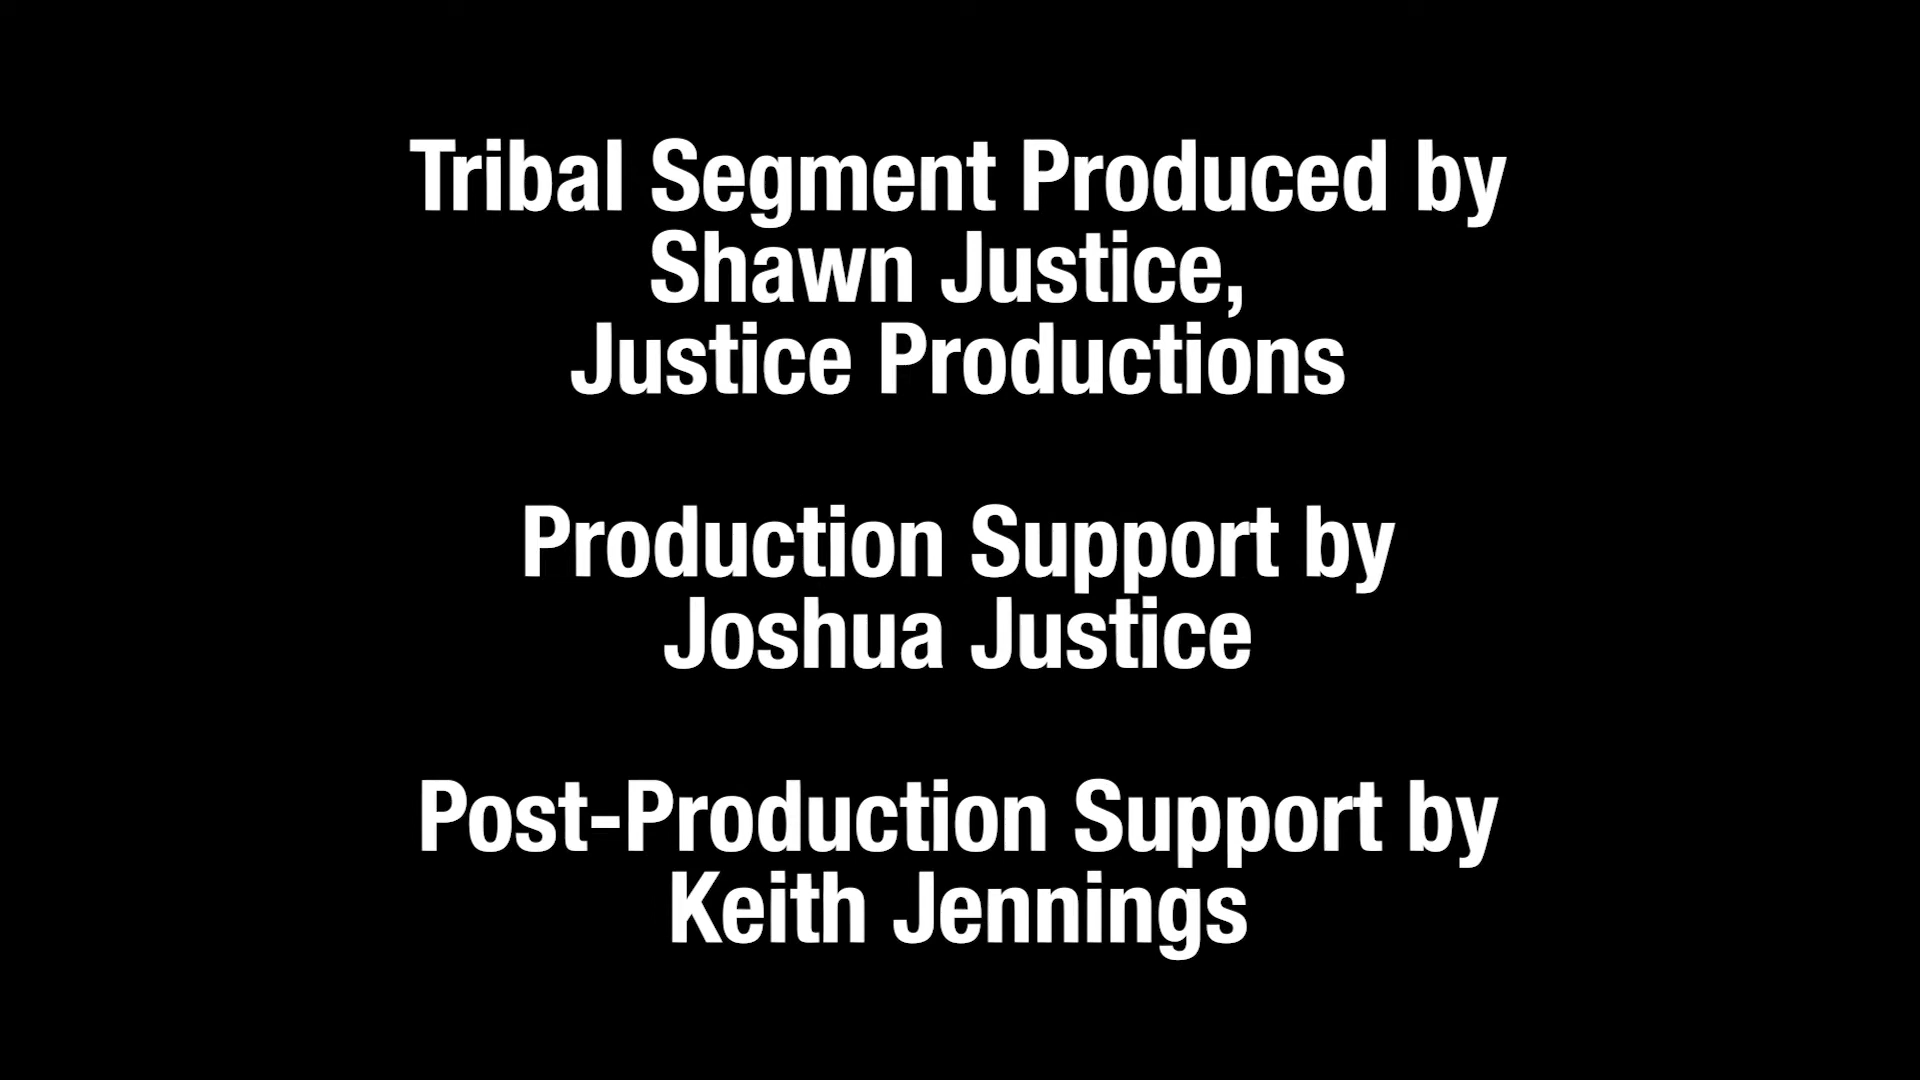 Tribal Segment Produced by
Shawn Justice,
Justice Productions
Production Support by
Joshua Justice
Post-Production Support by
Keith Jennings